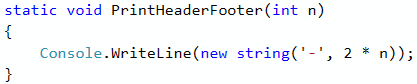 static void PrintHeaderFooter(int n)
{
    Console.WriteLine(new string('-', 2 * n));
}